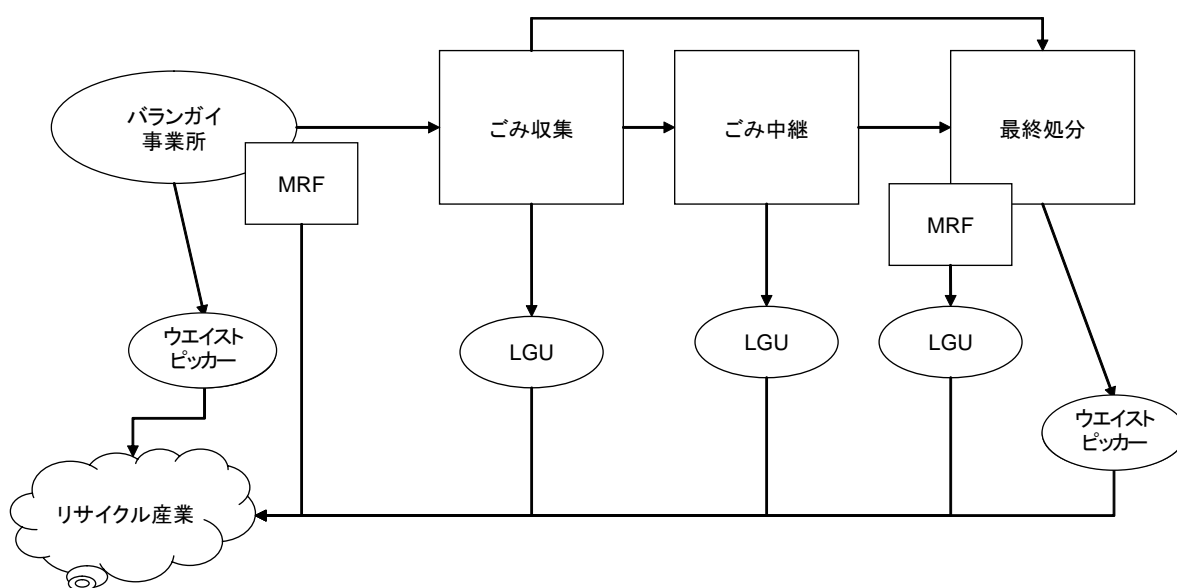 バランガイ
事業所
MRF
ごみ収集
ごみ中継
最終処分
MRF
ウエイスト
ピッカー
LGU
LGU
LGU
ウエイスト
ピッカー
リサイクル産業